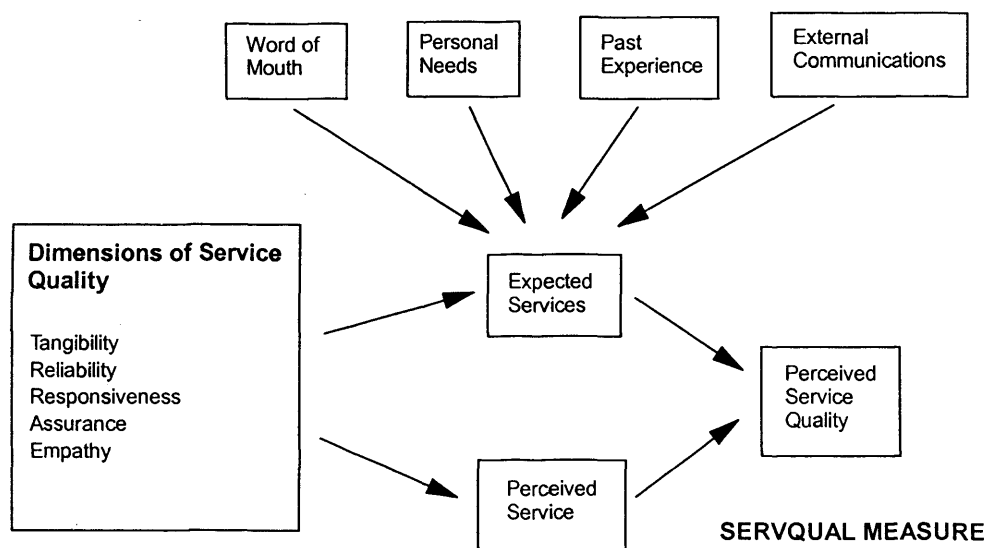 Word of
Mouth
Personal
Needs
Past
Experience
External
Communications
Dimensions of Service
Quality
Tangibility
Reliability
Responsiveness
Assurance
Empathy
Expected
Services
Perceived
Service
Quality
Perceived
Service
SERVQUAL MEASURE